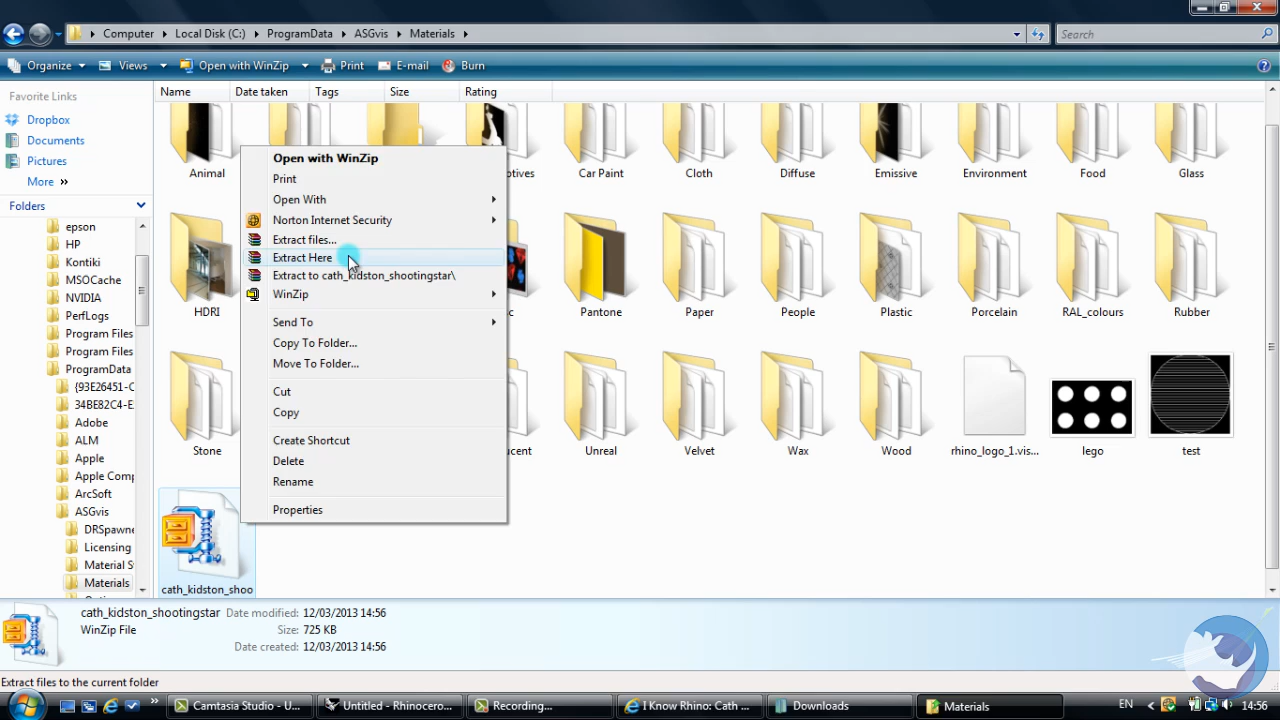 Computer ▸ Local Disk (C:) ▸ ProgramData ▸ ASGvis ▸ Materials ▸
Search
Organize Views Open with WinZip Print E-mail Burn
Favorite Links
Dropbox
Documents
Pictures
More »
Folders
epson
HP
Kontiki
MSOCache
NVIDIA
PerfLogs
Program Files
Program Files
ProgramData
{93E26451-C
34BE82C4-E
Adobe
ALM
Apple
Apple Comp
ArcSoft
ASGvis
DRSpawne
Licensing
Material S
Materials
Name Date taken Tags Size Rating
Animal
Car Paint Cloth Diffuse Emissive Environment Food Glass
HDRI
Pantone Paper People Plastic Porcelain RAL_colours Rubber
Stone
Unreal Velvet Wax Wood rhino_logo_1.vis... lego test
cath_kidston_shoo
Open with WinZip
Print
Open With
Norton Internet Security
Extract files...
Extract Here
Extract to cath_kidston_shootingstar\
WinZip
Send To
Copy To Folder...
Move To Folder...
Cut
Copy
Create Shortcut
Delete
Rename
Properties
cath_kidston_shootingstar Date modified: 12/03/2013 14:56
WinZip File Size: 725 KB
Date created: 12/03/2013 14:56
Extract files to the current folder
Camtasia Studio - U... Untitled - Rhinocero... Recording... I Know Rhino: Cath ... Downloads Materials EN 14:56